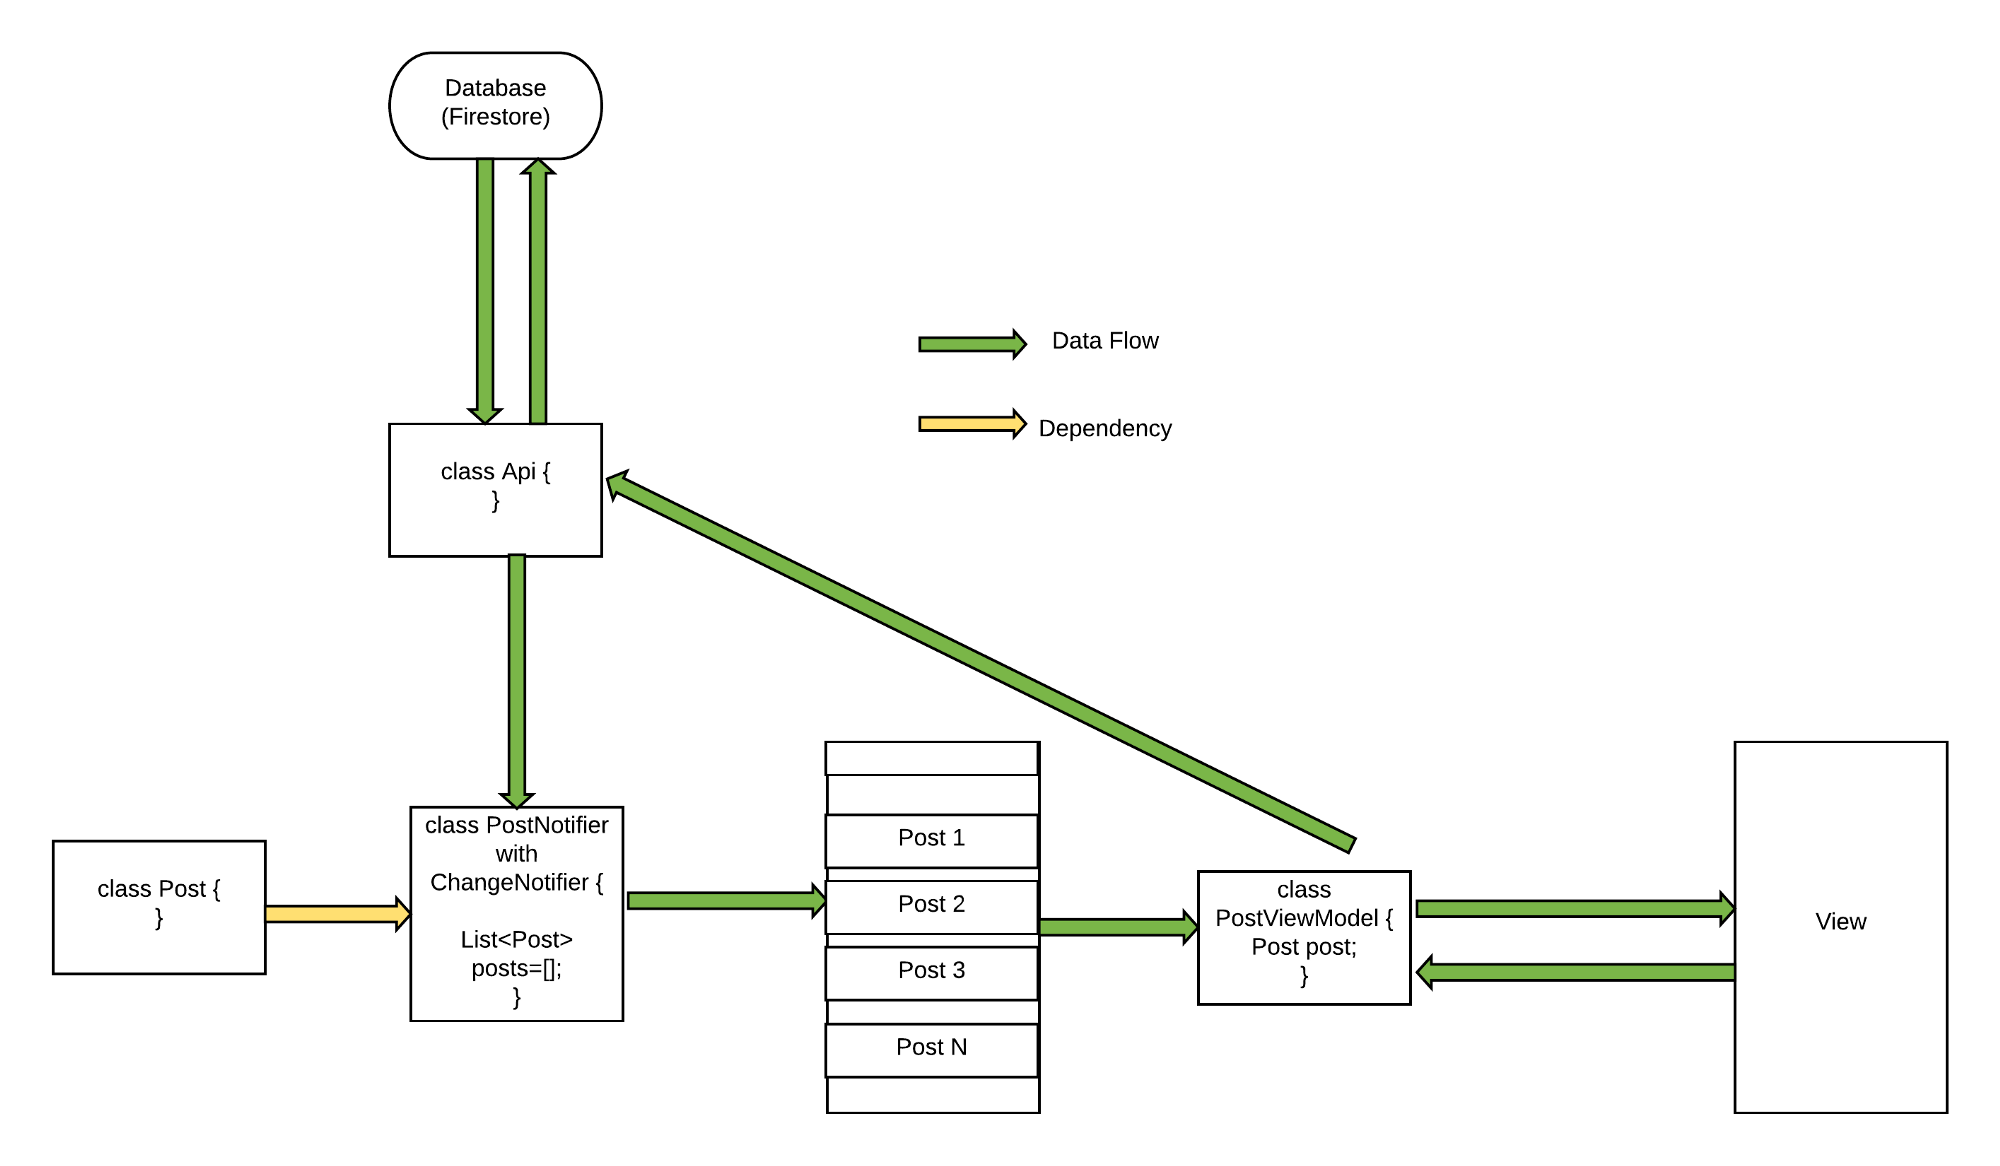 Database
(Firestore)
Data Flow
Dependency
class Api {
}
class Post {
}
class PostNotifier
with
ChangeNotifier {
List<Post>
posts=[];
}
Post 1
Post 2
Post 3
Post N
class
PostViewModel {
Post post;
}
View